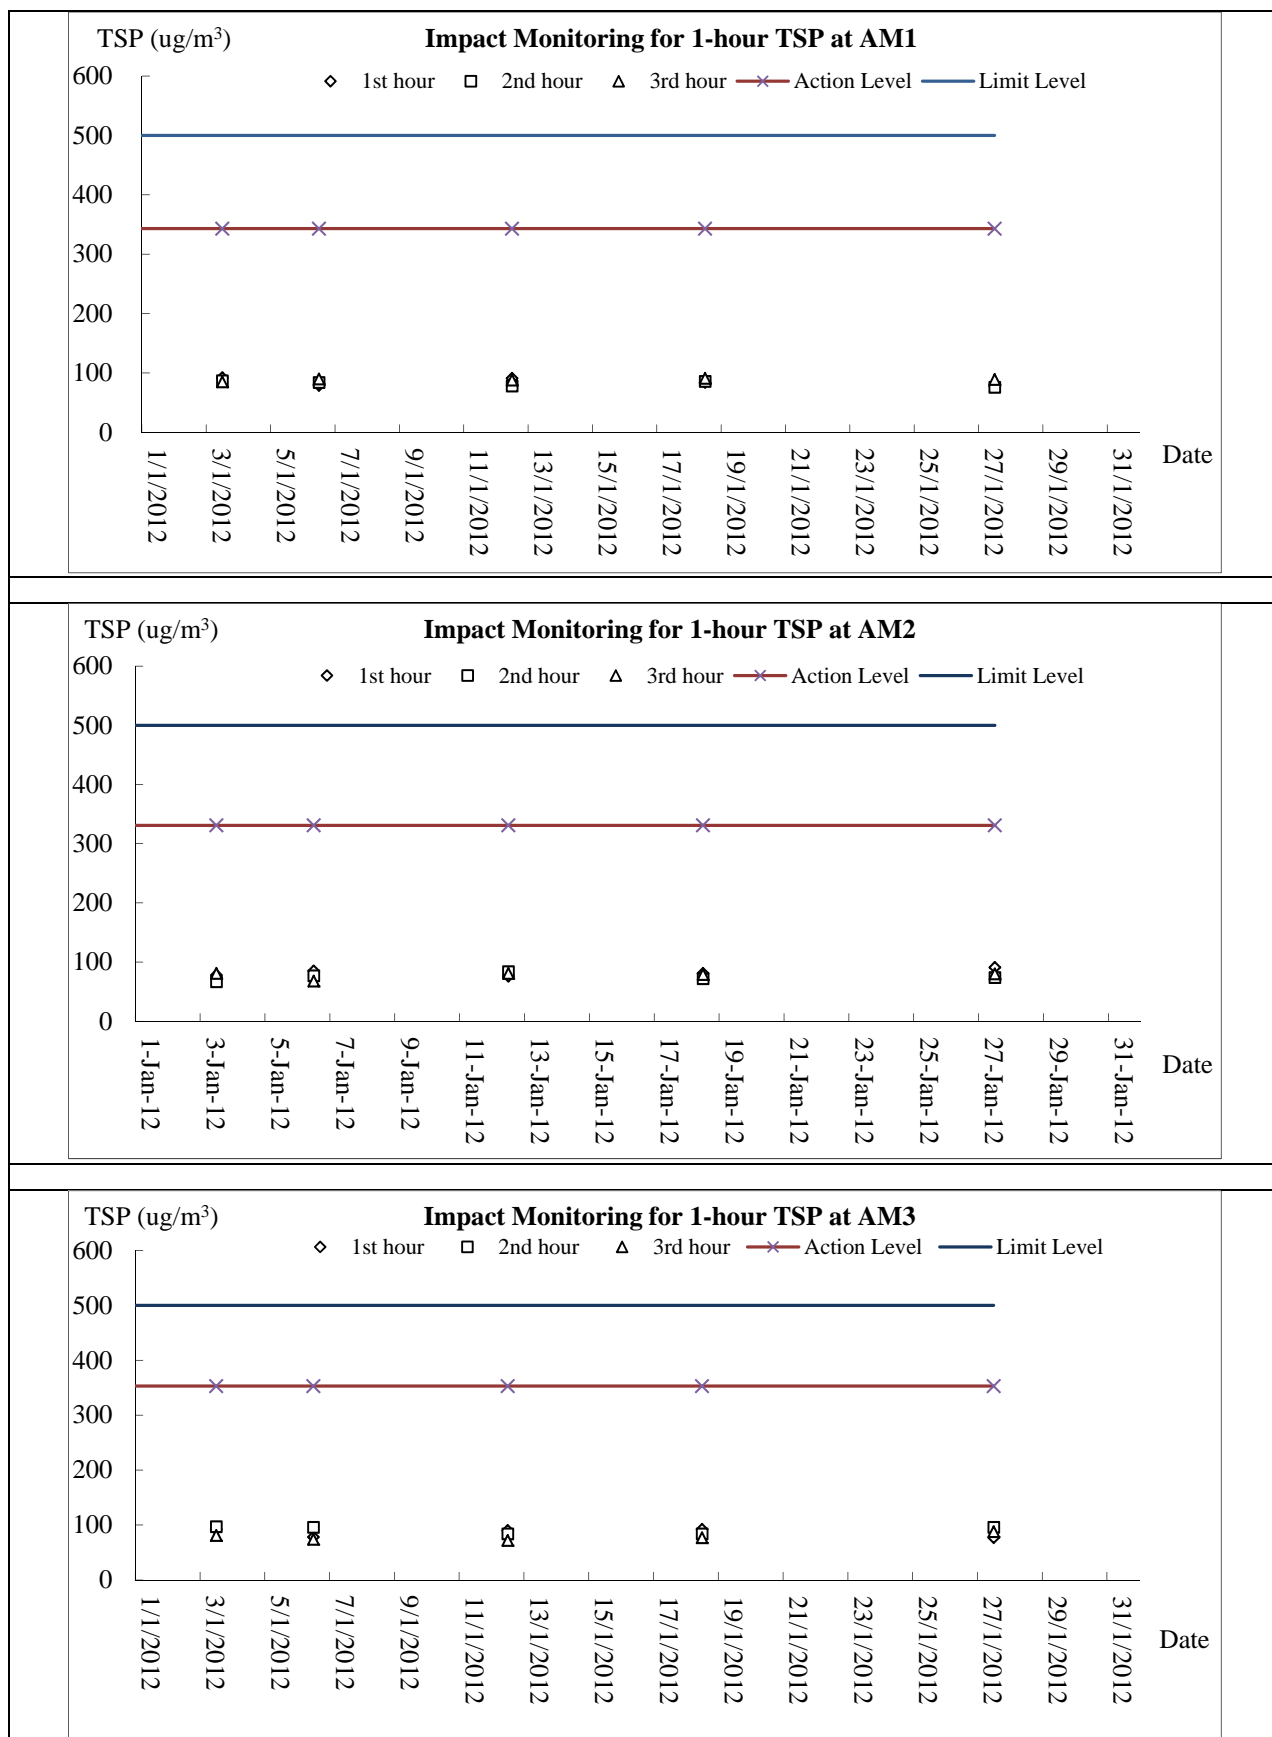 TSP (ug/m³) Impact Monitoring for 1-hour TSP at AM1
600
1st hour 2nd hour 3rd hour Action Level Limit Level
500
400
300
200
100
0
Date
1/1/2012 3/1/2012 5/1/2012 7/1/2012 9/1/2012 11/1/2012 13/1/2012 15/1/2012 17/1/2012 19/1/2012 21/1/2012 23/1/2012 25/1/2012 27/1/2012 29/1/2012 31/1/2012
TSP (ug/m³) Impact Monitoring for 1-hour TSP at AM2
600
1st hour 2nd hour 3rd hour Action Level Limit Level
500
400
300
200
100
0
Date
1-Jan-12 3-Jan-12 5-Jan-12 7-Jan-12 9-Jan-12 11-Jan-12 13-Jan-12 15-Jan-12 17-Jan-12 19-Jan-12 21-Jan-12 23-Jan-12 25-Jan-12 27-Jan-12 29-Jan-12 31-Jan-12
TSP (ug/m³) Impact Monitoring for 1-hour TSP at AM3
600
1st hour 2nd hour 3rd hour Action Level Limit Level
500
400
300
200
100
0
Date
1/1/2012 3/1/2012 5/1/2012 7/1/2012 9/1/2012 11/1/2012 13/1/2012 15/1/2012 17/1/2012 19/1/2012 21/1/2012 23/1/2012 25/1/2012 27/1/2012 29/1/2012 31/1/2012